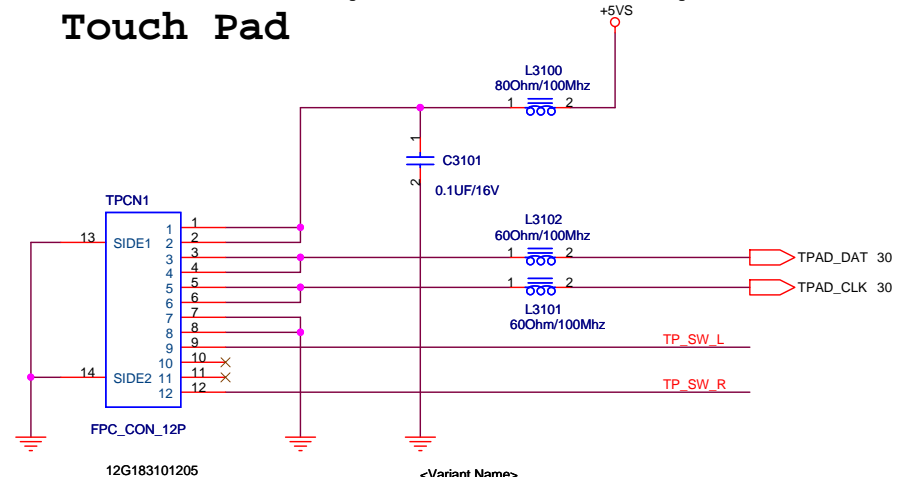 Touch Pad
+5VS
L3100
80Ohm/100Mhz
1 2
1
C3101
2
0.1UF/16V
TPCN1
L3102
60Ohm/100Mhz
1 1
13 SIDE1 2 2
3 3 1 2 TPAD_DAT 30
4 4
5 5 1 2 TPAD_CLK 30
6 6
L3101
60Ohm/100Mhz
7 7
8 8
9 9 TP_SW_L
10 10
14 SIDE2 11 11
12 12 TP_SW_R
FPC_CON_12P
12G183101205
<Variant Name>